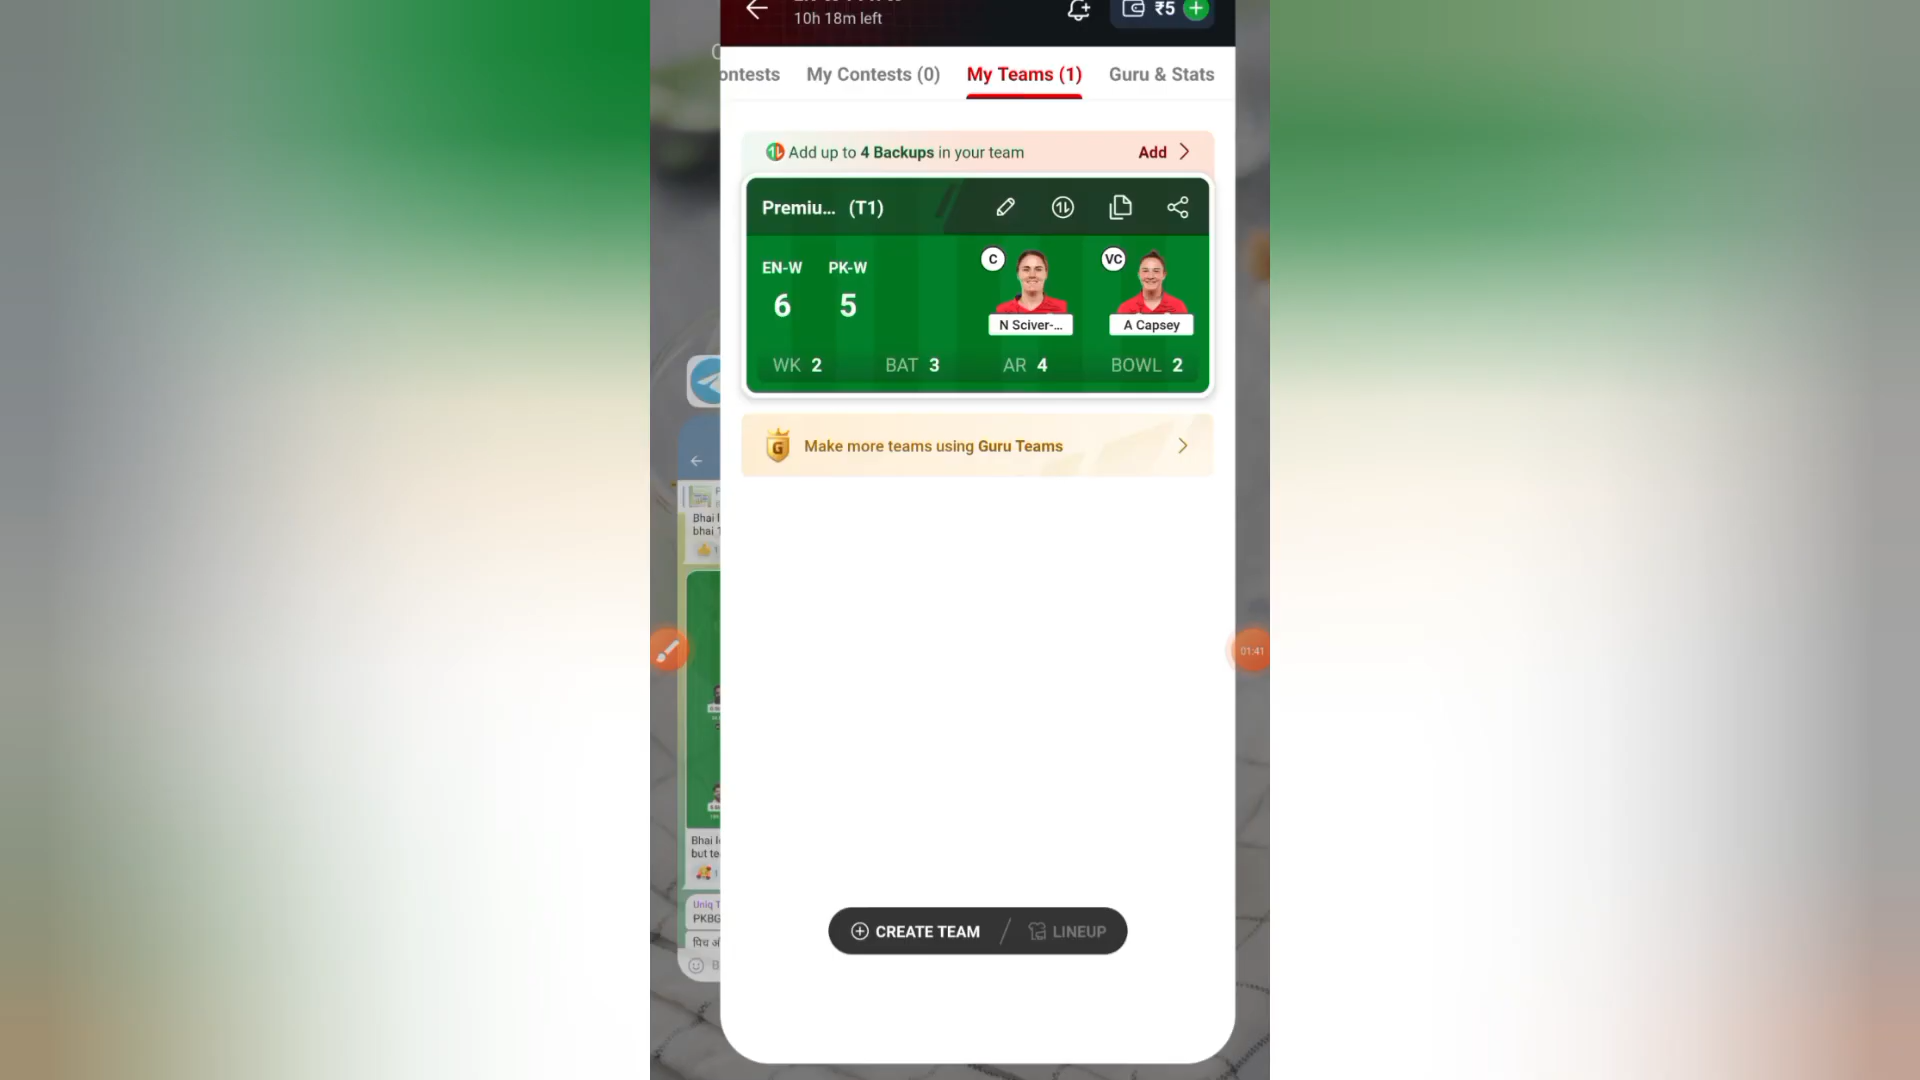 10h 18m left
₹5
ontests
My Contests (0)
My Teams (1)
Guru & Stats
Add up to 4 Backups in your team
Add
Premiu... (T1)
EN-W
PK-W
6
5
C
VC
N Sciver-...
A Capsey
WK 2
BAT 3
AR 4
BOWL 2
G
Make more teams using Guru Teams
CREATE TEAM
LINEUP
01:41
Bhai l
bhai
Bhai l
but te
Uniq T
PKBG
पिच अ
B